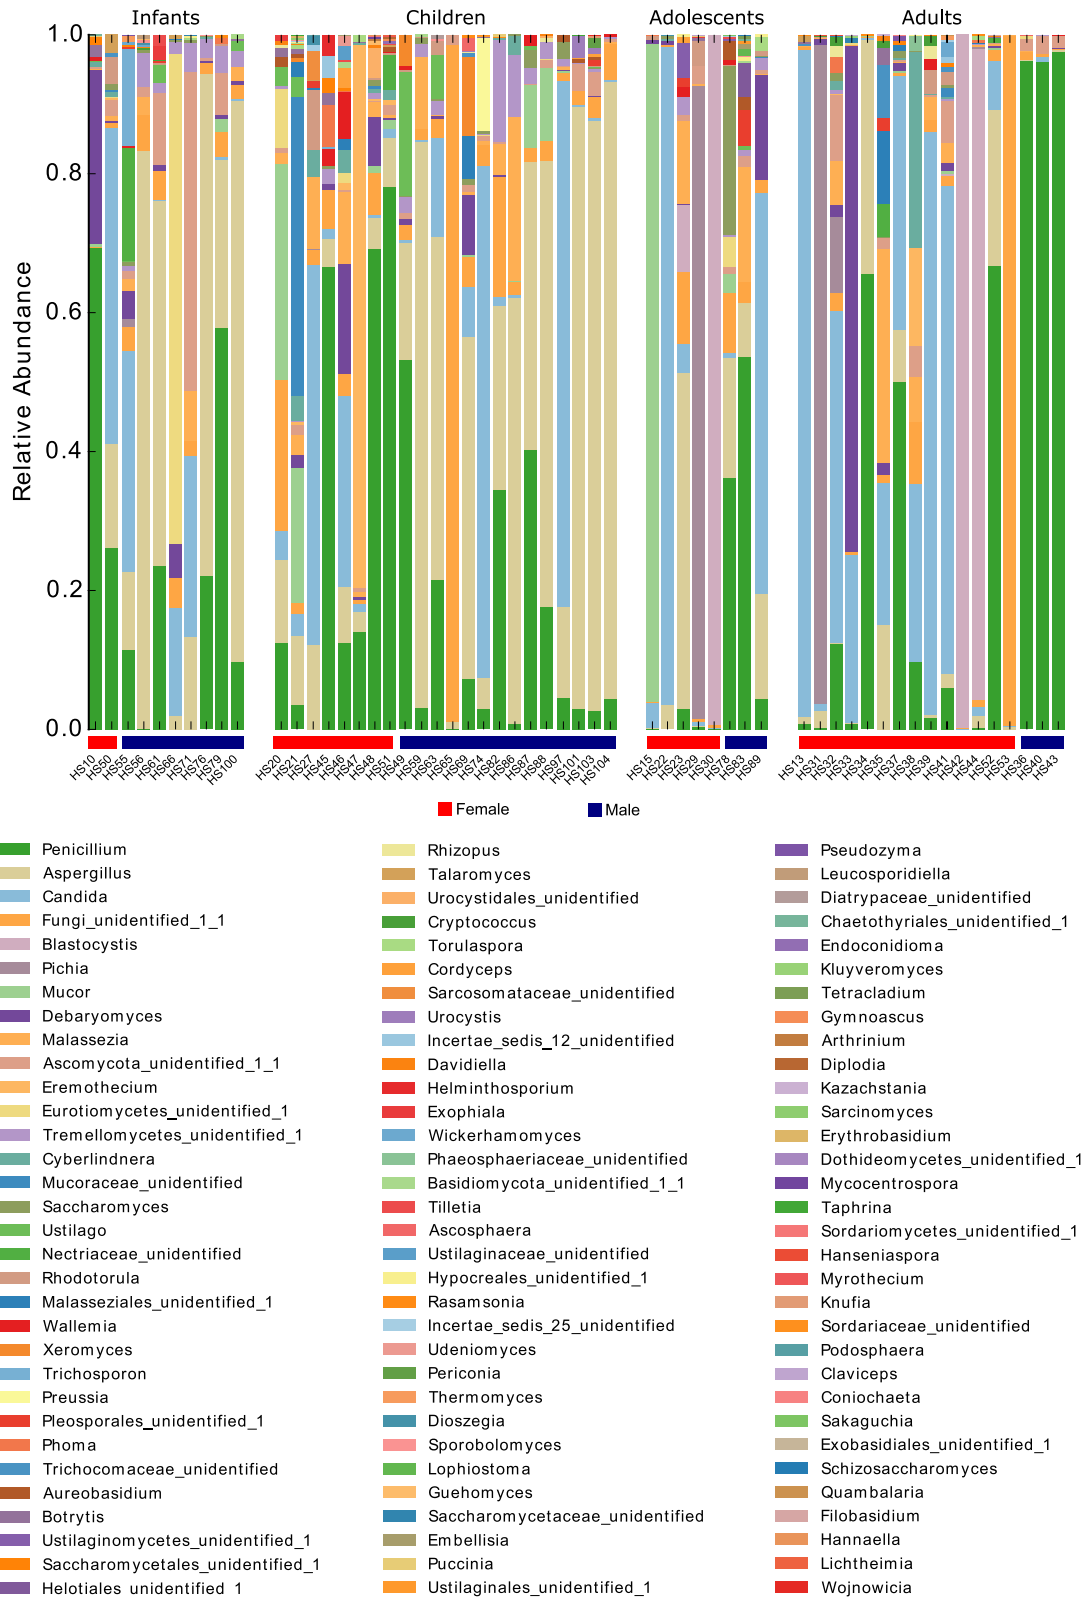 Infants Children Adolescents Adults
1.0
0.8
0.6
0.4
0.2
0.0
Relative Abundance
HS10 HS50 HS55 HS56 HS61 HS66 HS71 HS76 HS79 HS100 HS20 HS21 HS27 HS45 HS46 HS47 HS48 HS51 HS49 HS59 HS63 HS65 HS69 HS74 HS82 HS86 HS87 HS88 HS97 HS101 HS103 HS104 HS15 HS22 HS23 HS29 HS30 HS78 HS83 HS89 HS13 HS31 HS32 HS33 HS34 HS35 HS37 HS38 HS39 HS41 HS42 HS44 HS52 HS53 HS36 HS40 HS43
Female Male
Penicillium
Aspergillus
Candida
Fungi_unidentified_1_1
Blastocystis
Pichia
Mucor
Debaryomyces
Malassezia
Ascomycota_unidentified_1_1
Eremothecium
Eurotiomycetes_unidentified_1
Tremellomycetes_unidentified_1
Cyberlindnera
Mucoraceae_unidentified
Saccharomyces
Ustilago
Nectriaceae_unidentified
Rhodotorula
Malasseziales_unidentified_1
Wallemia
Xeromyces
Trichosporon
Preussia
Pleosporales_unidentified_1
Phoma
Trichocomaceae_unidentified
Aureobasidium
Botrytis
Ustilaginomycetes_unidentified_1
Saccharomycetales_unidentified_1
Helotiales unidentified 1
Rhizopus
Talaromyces
Urocystidales_unidentified
Cryptococcus
Torulaspora
Cordyceps
Sarcosomataceae_unidentified
Urocystis
Incertae_sedis_12_unidentified
Davidiella
Helminthosporium
Exophiala
Wickerhamomyces
Phaeosphaeriaceae_unidentified
Basidiomycota_unidentified_1_1
Tilletia
Ascosphaera
Ustilaginaceae_unidentified
Hypocreales_unidentified_1
Rasamsonia
Incertae_sedis_25_unidentified
Udeniomyces
Periconia
Thermomyces
Dioszegia
Sporobolomyces
Lophiostoma
Guehomyces
Saccharomycetaceae_unidentified
Embellisia
Puccinia
Ustilaginales_unidentified_1
Pseudozyma
Leucosporidiella
Diatrypaceae_unidentified
Chaetothyriales_unidentified_1
Endoconidioma
Kluyveromyces
Tetracladium
Gymnoascus
Arthrinium
Diplodia
Kazachstania
Sarcinomyces
Erythrobasidium
Dothideomycetes_unidentified_1
Mycocentrospora
Taphrina
Sordariomycetes_unidentified_1
Hanseniaspora
Myrothecium
Knufia
Sordariaceae_unidentified
Podosphaera
Claviceps
Coniochaeta
Sakaguchia
Exobasidiales_unidentified_1
Schizosaccharomyces
Quambalaria
Filobasidium
Hannaella
Lichtheimia
Wojnowicia